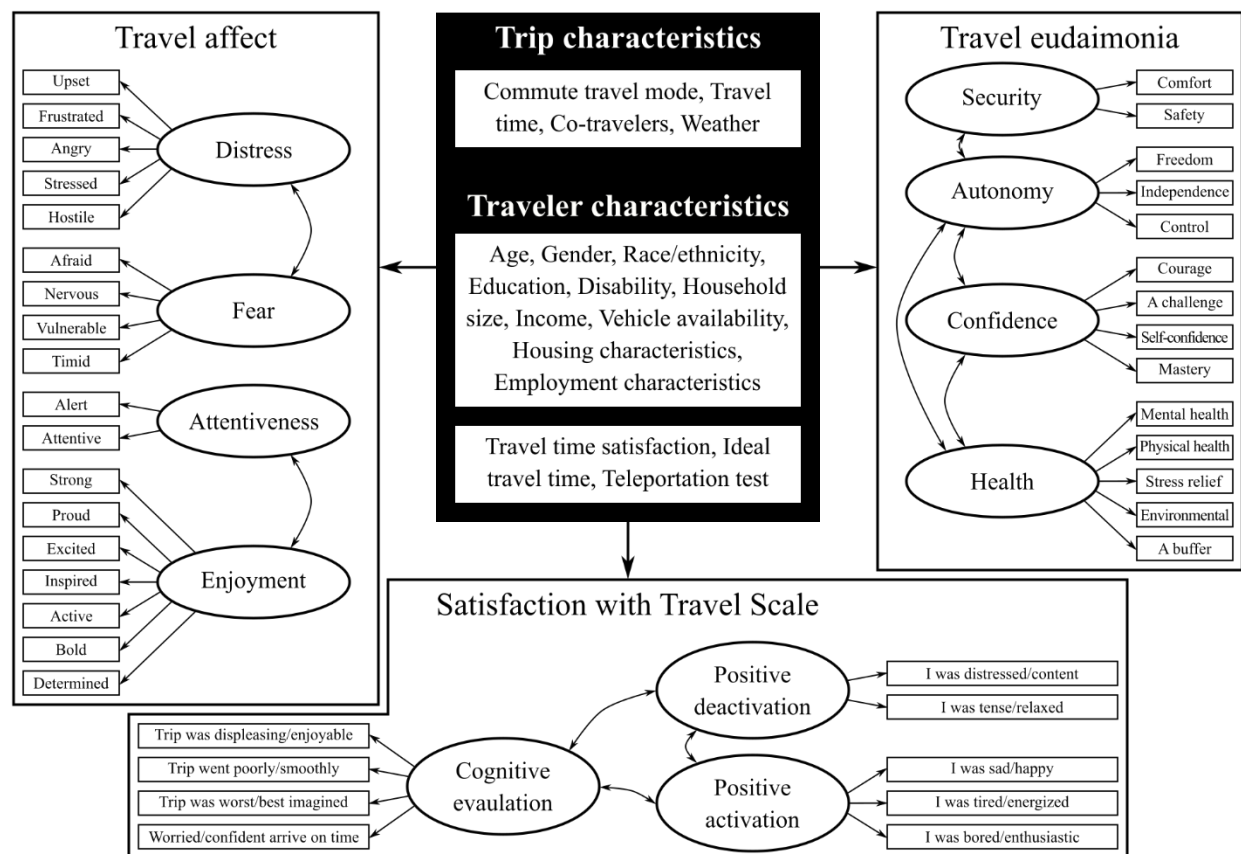 Travel affect
Upset
Frustrated
Angry
Stressed
Hostile
Distress
Afraid
Nervous
Vulnerable
Timid
Fear
Alert
Attentive
Attentiveness
Strong
Proud
Excited
Inspired
Active
Bold
Determined
Enjoyment
Trip characteristics
Commute travel mode, Travel
time, Co-travelers, Weather
Traveler characteristics
Age, Gender, Race/ethnicity,
Education, Disability, Household
size, Income, Vehicle availability,
Housing characteristics,
Employment characteristics
Travel time satisfaction, Ideal
travel time, Teleportation test
Travel eudaimonia
Security
Comfort
Safety
Autonomy
Freedom
Independence
Control
Confidence
Courage
A challenge
Self-confidence
Mastery
Health
Mental health
Physical health
Stress relief
Environmental
A buffer
Satisfaction with Travel Scale
Trip was displeasing/enjoyable
Trip went poorly/smoothly
Trip was worst/best imagined
Worried/confident arrive on time
Cognitive
evaulation
Positive
deactivation
I was distressed/content
I was tense/relaxed
Positive
activation
I was sad/happy
I was tired/energized
I was bored/enthusiastic